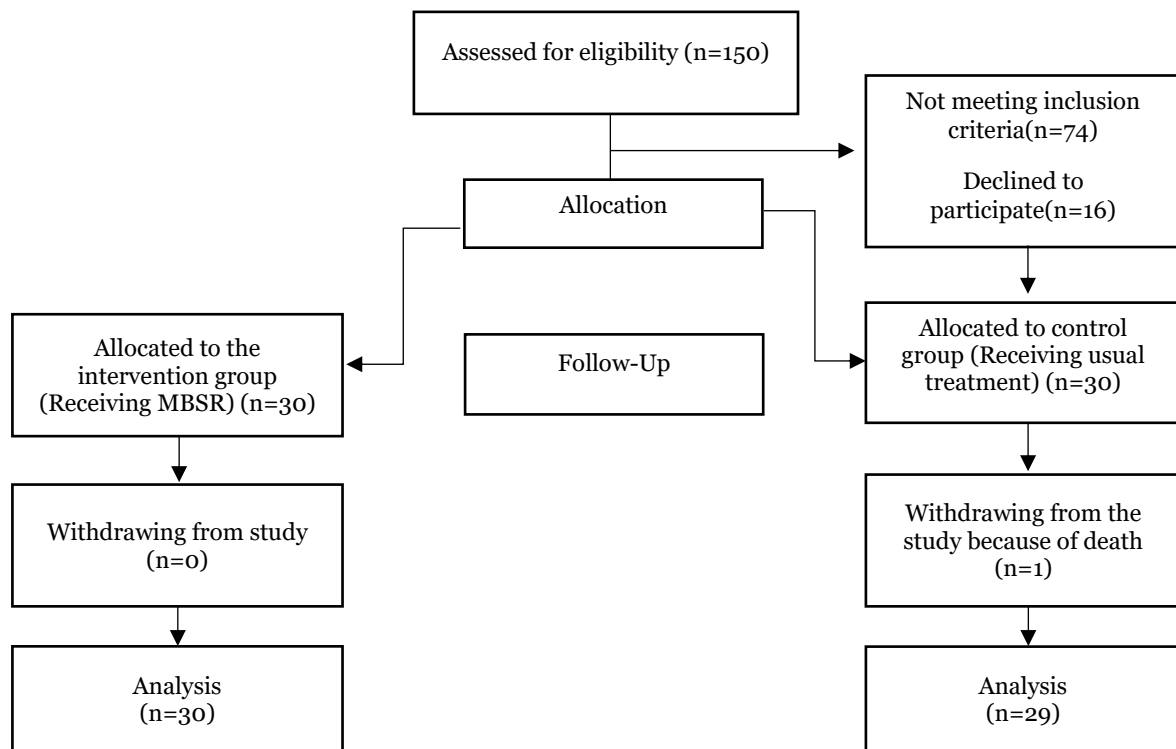 Assessed for eligibility (n=150)
Not meeting inclusion
criteria(n=74)
Declined to
participate(n=16)
Allocation
Allocated to the
intervention group
(Receiving MBSR) (n=30)
Follow-Up
Allocated to control
group (Receiving usual
treatment) (n=30)
Withdrawing from study
(n=0)
Withdrawing from the
study because of death
(n=1)
Analysis
(n=30)
Analysis
(n=29)